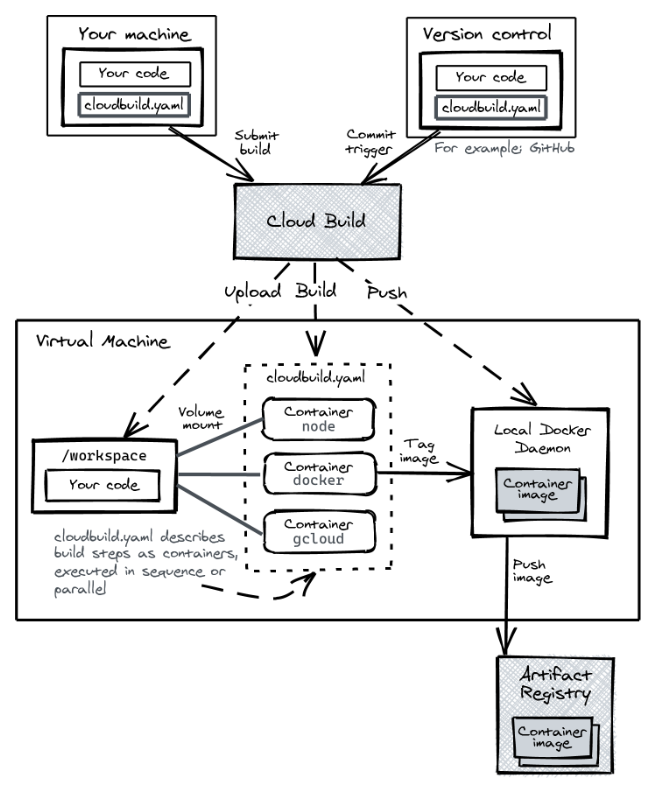 Your machine
Your code
cloudbuild.yaml
Version control
Your code
cloudbuild.yaml
Submit
build
Commit
trigger
For example; GitHub
Cloud Build
Upload
Build
Push
Virtual Machine
cloudbuild.yaml
Volume
mount
Container
node
Container
docker
Container
gcloud
/workspace
Your code
Tag
image
Local Docker
Daemon
Container
image
cloudbuild.yaml describes
build steps as containers,
executed in sequence or
parallel
Push
image
Artifact
Registry
Container
image